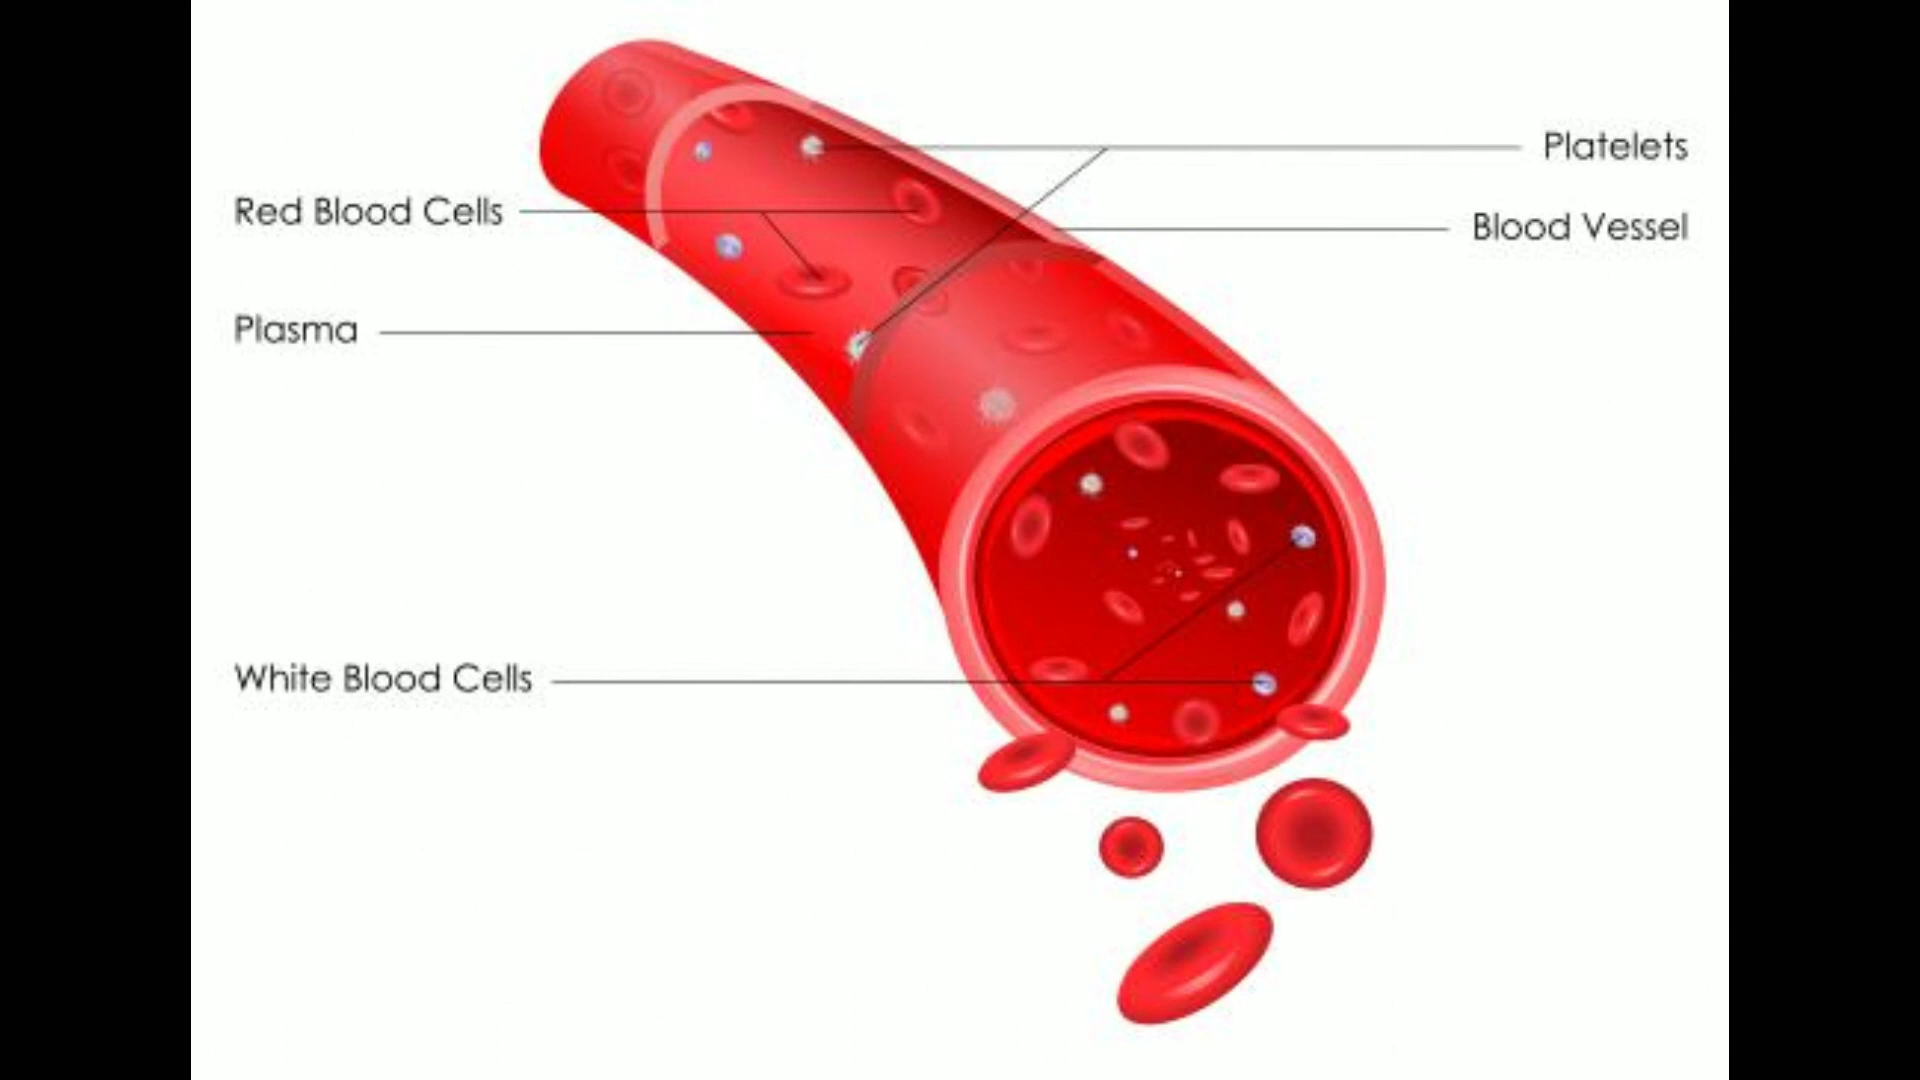 Platelets
Red Blood Cells
Blood Vessel
Plasma
White Blood Cells